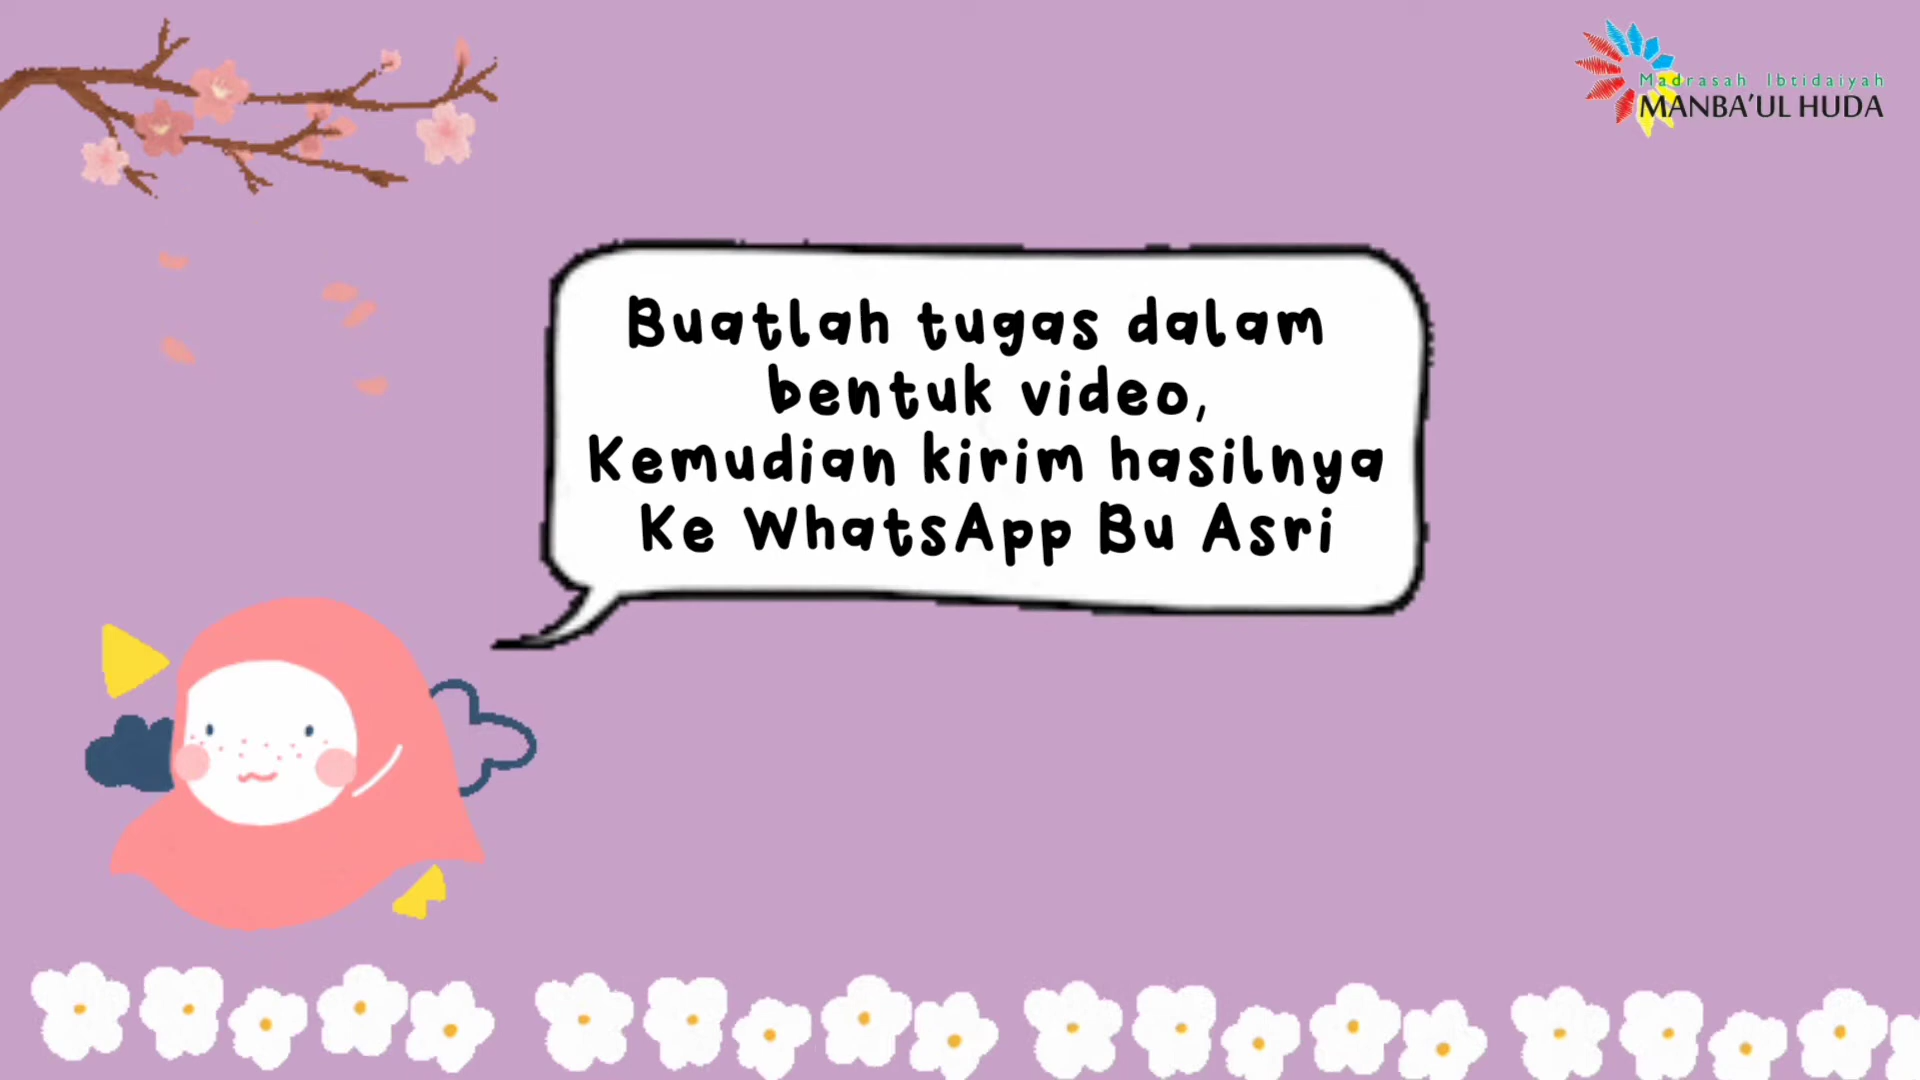 Madrasah Ibtidaiyah
MANBA'UL HUDA
Buatlah tugas dalam
bentuk video,
Kemudian kirim hasilnya
Ke WhatsApp Bu Asri